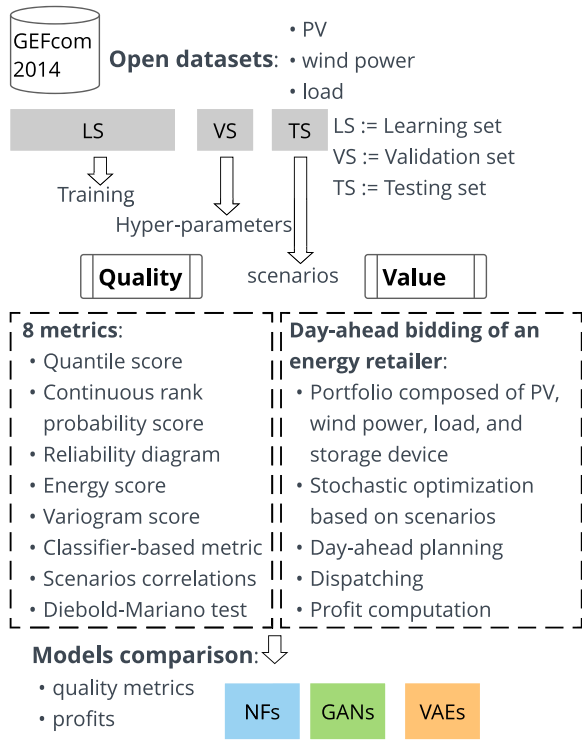 GEFcom
2014
Open datasets:
• PV
• wind power
• load
LS
VS
TS
LS := Learning set
VS := Validation set
TS := Testing set
Training
Hyper-parameters
scenarios
Quality
Value
8 metrics:
• Quantile score
• Continuous rank
probability score
• Reliability diagram
• Energy score
• Variogram score
• Classifier-based metric
• Scenarios correlations
• Diebold-Mariano test
Day-ahead bidding of an
energy retailer:
• Portfolio composed of PV,
wind power, load, and
storage device
• Stochastic optimization
based on scenarios
• Day-ahead planning
• Dispatching
• Profit computation
Models comparison:
• quality metrics
• profits
NFs
GANs
VAEs